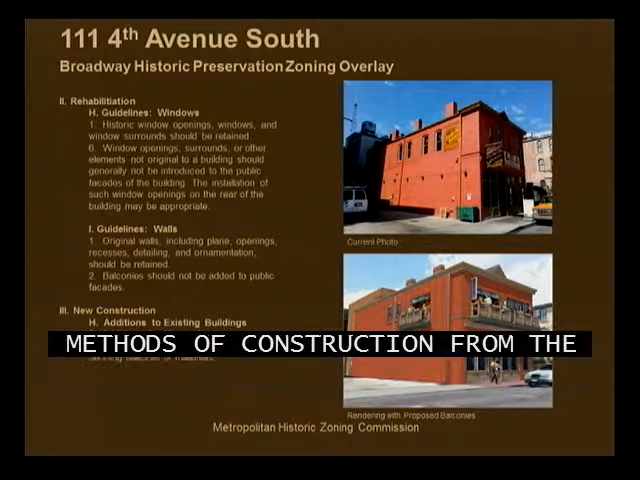 111 4th Avenue South
Broadway Historic Preservation Zoning Overlay
II. Rehabilitiation
H. Guidelines: Windows
1. Historic window openings, windows, and
window surrounds should be retained.
6. Window openings, surrounds, or other
elements not original to a building should
generally not be introduced to the public
facades of the building. The installation of
such window openings on the rear of the
building may be appropriate.
I. Guidelines: Walls
1. Original walls, including plane, openings,
recesses, detailing, and ornamentation,
should be retained.
2. Balconies should not be added to public
facades.
III. New Construction
H. Additions to Existing Buildings
Current Photo
METHODS OF CONSTRUCTION FROM THE
Rendering with Proposed Balconies
Metropolitan Historic Zoning Commission